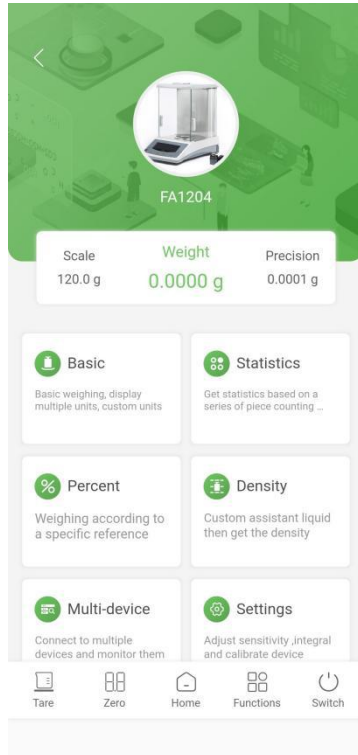 FA1204
Scale
Weight
Precision
120.0 g
0.0000 g
0.0001 g
Basic
Basic weighing, display
multiple units, custom units
Statistics
Get statistics based on a
series of piece counting ...
Percent
Weighing according to
a specific reference
Density
Custom assistant liquid
then get the density
Multi-device
Connect to multiple
devices and monitor them
Settings
Adjust sensitivity ,integral
and calibrate device
Tare
Zero
Home
Functions
Switch